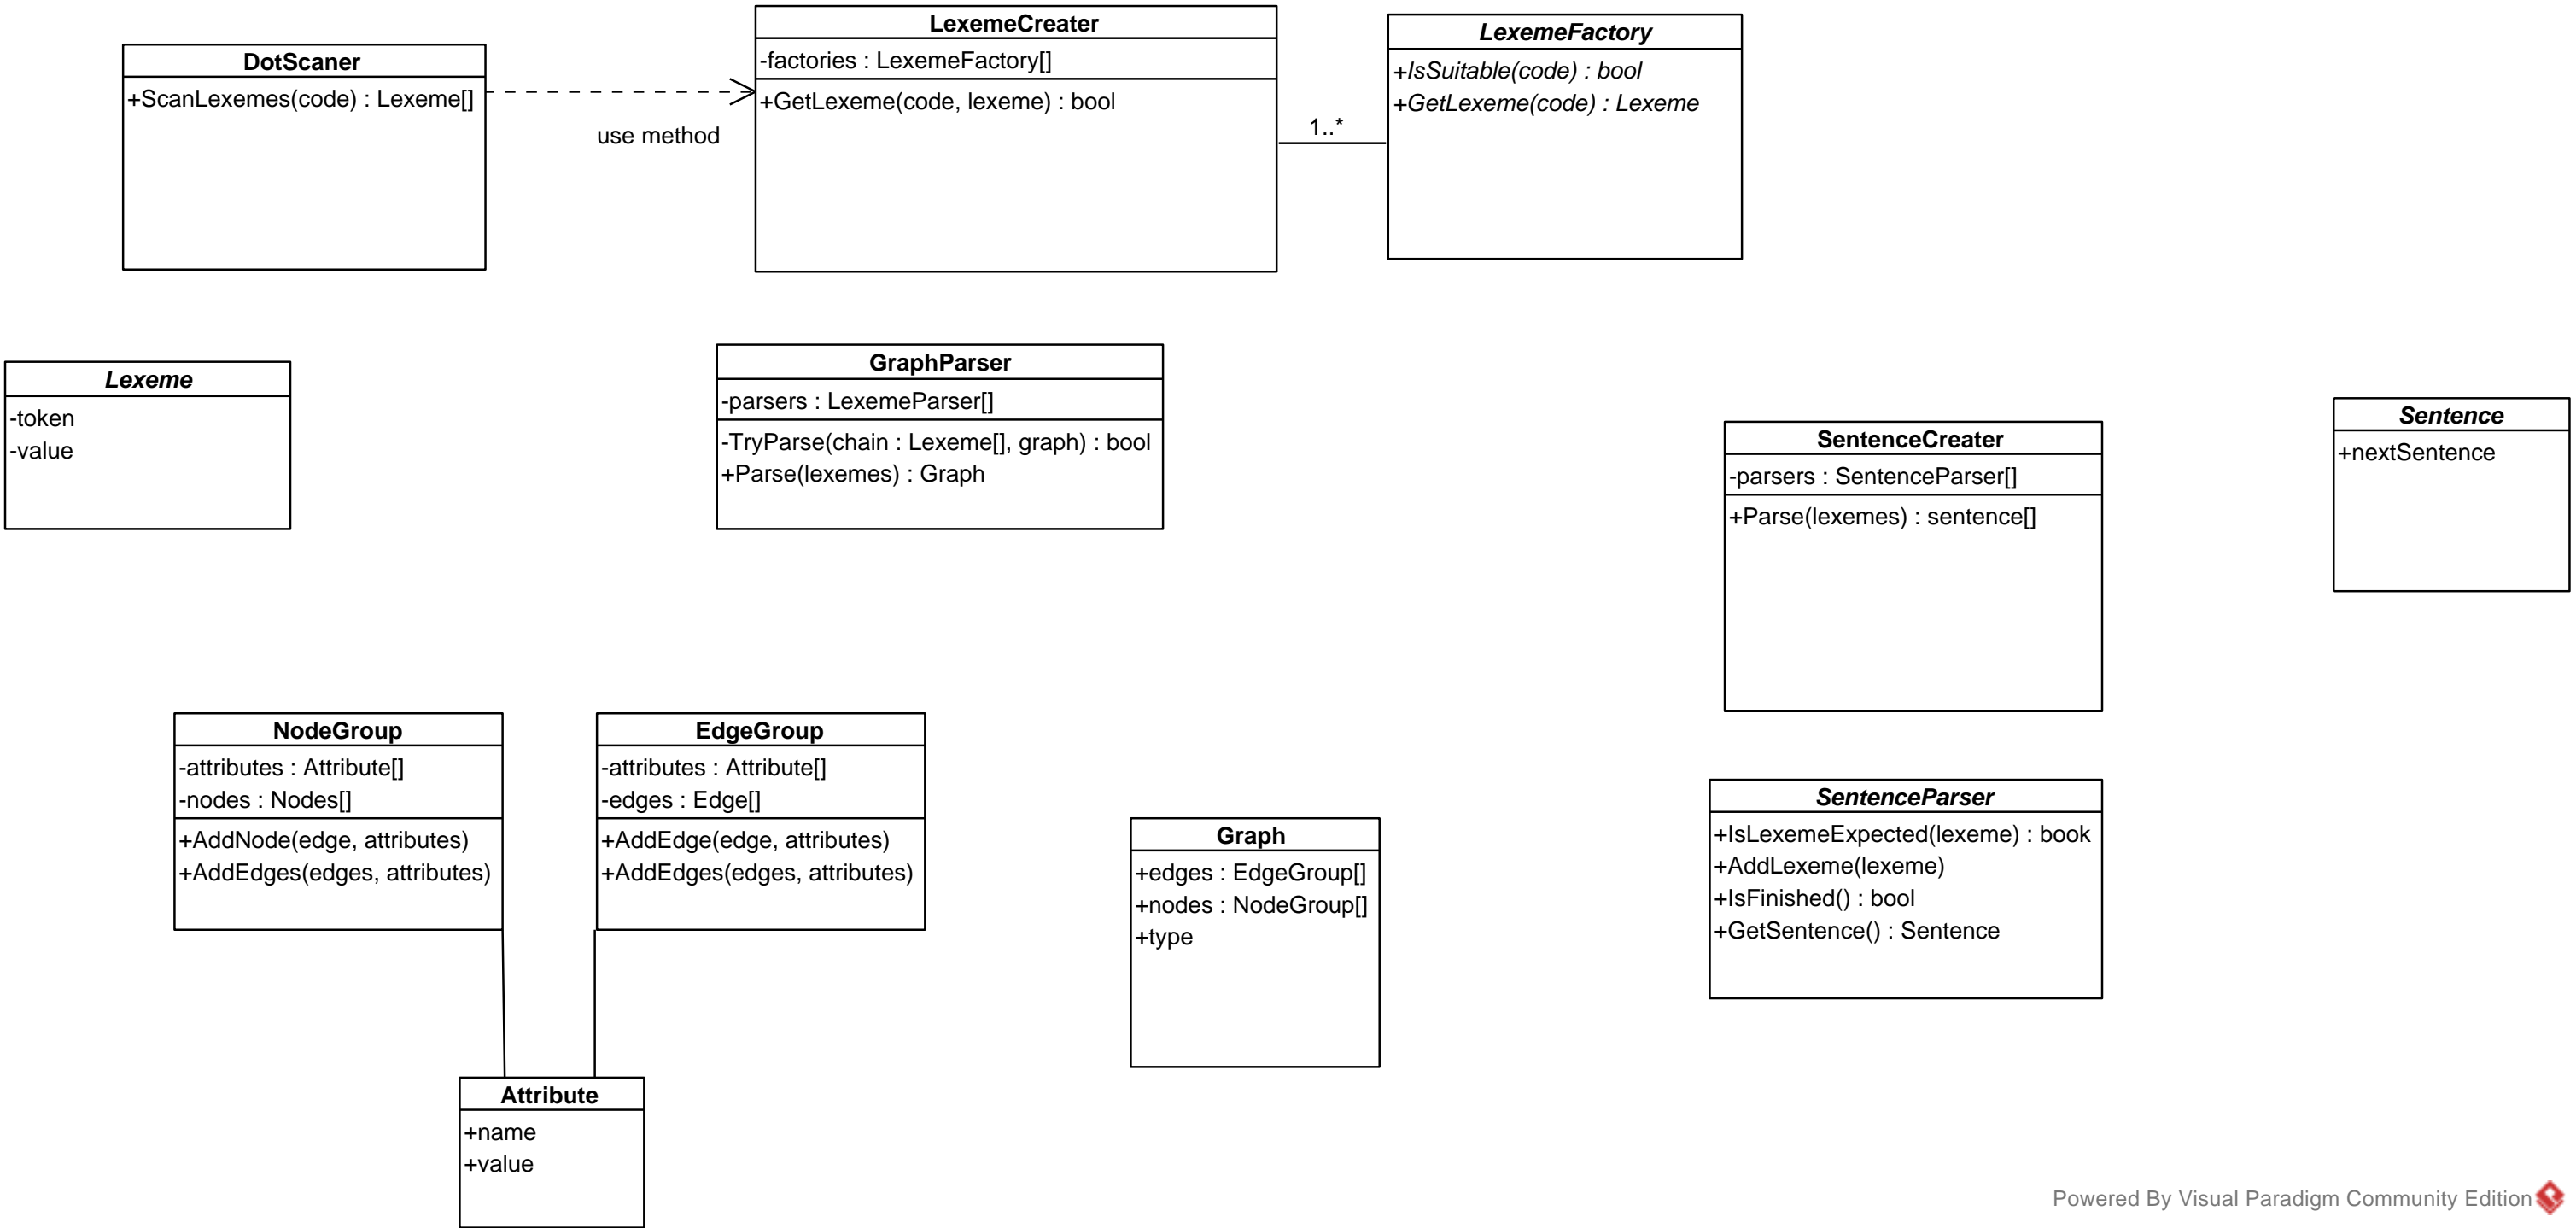 DotScaner
+ScanLexemes(code) : Lexeme[]
use method
LexemeCreater
-factories : LexemeFactory[]
+GetLexeme(code, lexeme) : bool
1..*
LexemeFactory
+IsSuitable(code) : bool
+GetLexeme(code) : Lexeme
Lexeme
-token
-value
GraphParser
-parsers : LexemeParser[]
-TryParse(chain : Lexeme[], graph) : bool
+Parse(lexemes) : Graph
SentenceCreater
-parsers : SentenceParser[]
+Parse(lexemes) : sentence[]
Sentence
+nextSentence
NodeGroup
-attributes : Attribute[]
-nodes : Nodes[]
+AddNode(edge, attributes)
+AddEdges(edges, attributes)
EdgeGroup
-attributes : Attribute[]
-edges : Edge[]
+AddEdge(edge, attributes)
+AddEdges(edges, attributes)
Graph
+edges : EdgeGroup[]
+nodes : NodeGroup[]
+type
SentenceParser
+IsLexemeExpected(lexeme) : book
+AddLexeme(lexeme)
+IsFinished() : bool
+GetSentence() : Sentence
Attribute
+name
+value
Powered By Visual Paradigm Community Edition